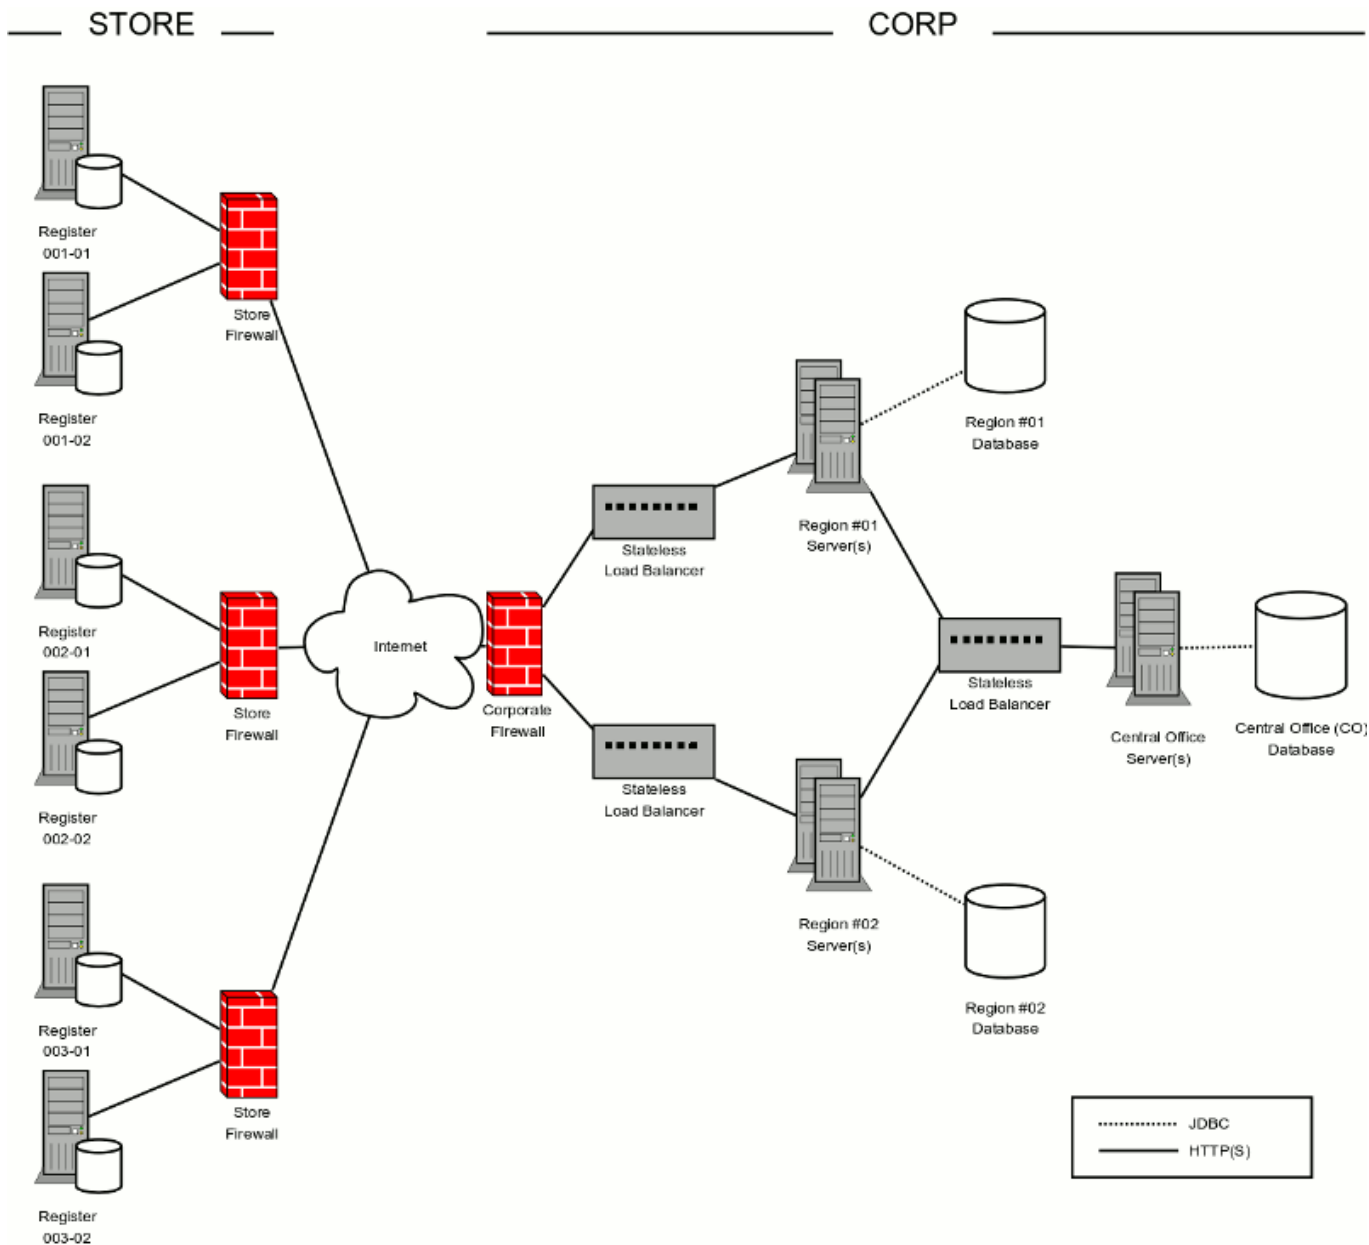 STORE
CORP
Register
001-01
Store
Firewall
Register
001-02
Register
002-01
Store
Firewall
Register
002-02
Register
003-01
Store
Firewall
Register
003-02
Internet
Corporate
Firewall
Stateless
Load Balancer
Stateless
Load Balancer
Region #01
Server(s)
Region #01
Database
Region #02
Server(s)
Region #02
Database
Stateless
Load Balancer
Central Office
Server(s)
Central Office (CO)
Database
JDBC
HTTP(S)